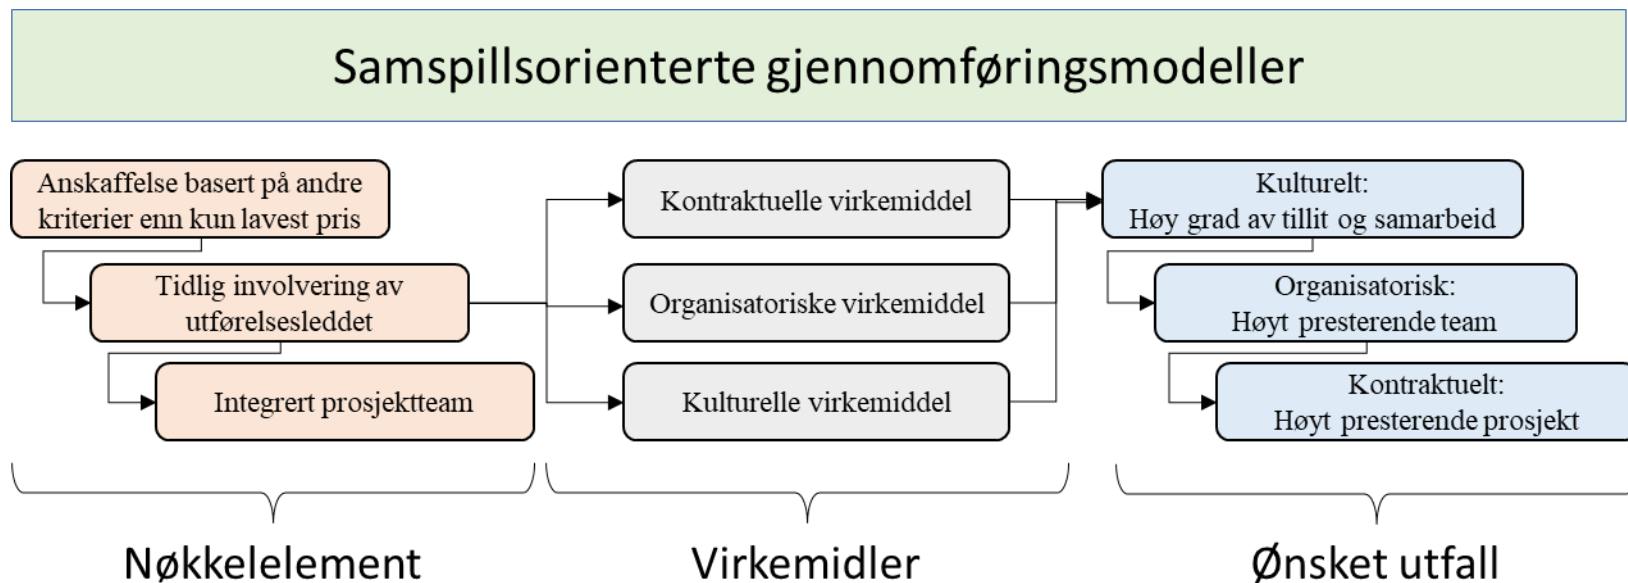 Samspillsorienterte gjennomføringsmodeller
Anskaffelse basert på andre
kriterier enn kun lavest pris
Tidlig involvering av
utførelsesleddet
Integrert prosjektteam
Nøkkelelement
Kontraktuelle virkemiddel
Organisatoriske virkemiddel
Kulturelle virkemiddel
Virkemidler
Kulturelt:
Høy grad av tillit og samarbeid
Organisatorisk:
Høyt presterende team
Kontraktuelt:
Høyt presterende prosjekt
Ønsket utfall